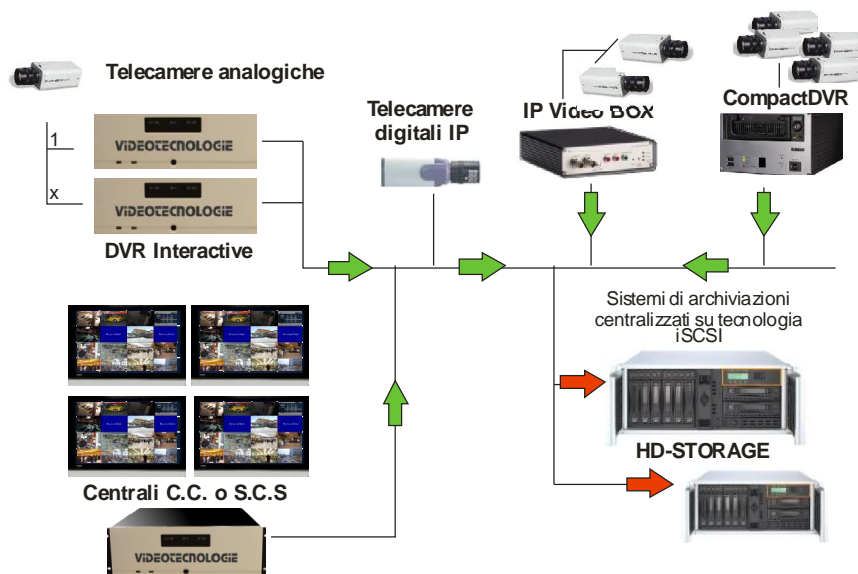 Telecamere analogiche
1
VIDEOTECNOLOGIE
x
VIDEOTECNOLOGIE
DVR Interactive
Telecamere
digitali IP
IP Video BOX
CompactDVR
Sistemi di archiviazioni
centralizzati su tecnologia
iSCSI
HD-STORAGE
Centrali C.C. o S.C.S
VIDEOTECNOLOGIE